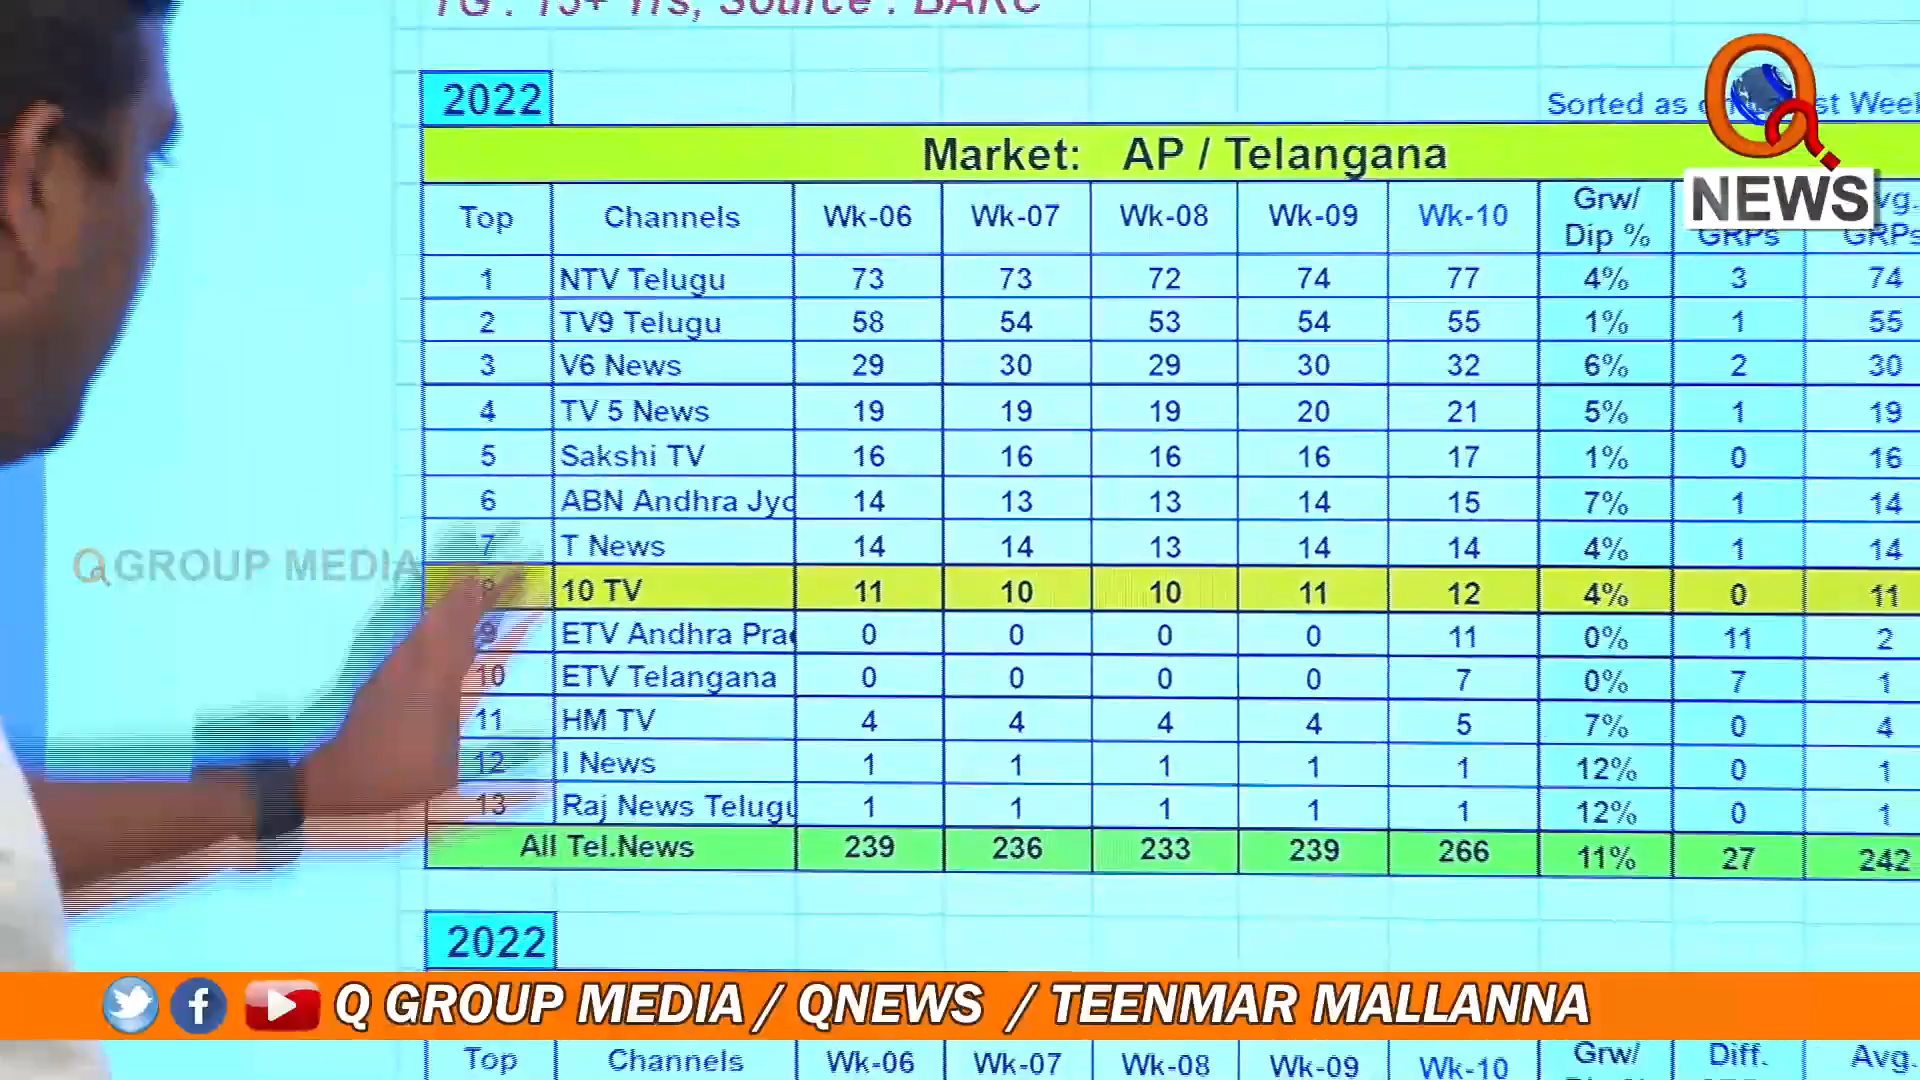 TG : 15+ Yrs, Source : BARC
2022
Sorted as on
st Week
NEWS
Market: AP / Telangana
Top Channels Wk-06 Wk-07 Wk-08 Wk-09 Wk-10 Grw/ Dip % GRPs GRPs
1 NTV Telugu 73 73 72 74 77 4% 3 74
2 TV9 Telugu 58 54 53 54 55 1% 1 55
3 V6 News 29 30 29 30 32 6% 2 30
4 TV 5 News 19 19 19 20 21 5% 1 19
5 Sakshi TV 16 16 16 16 17 1% 0 16
6 ABN Andhra Jyo 14 13 13 14 15 7% 1 14
7 T News 14 14 13 14 14 4% 1 14
8 10 TV 11 10 10 11 12 4% 0 11
9 ETV Andhra Prad 0 0 0 0 11 0% 11 2
10 ETV Telangana 0 0 0 0 7 0% 7 1
11 HM TV 4 4 4 4 5 7% 0 4
12 I News 1 1 1 1 1 12% 0 1
13 Raj News Telugu 1 1 1 1 1 12% 0 1
All Tel.News 239 236 233 239 266 11% 27 242
Q GROUP MEDIA
2022
Q GROUP MEDIA / QNEWS / TEENMAR MALLANNA
Top Channels Wk-06 Wk-07 Wk-08 Wk-09 Wk-10 Grw/ Diff. Avg.